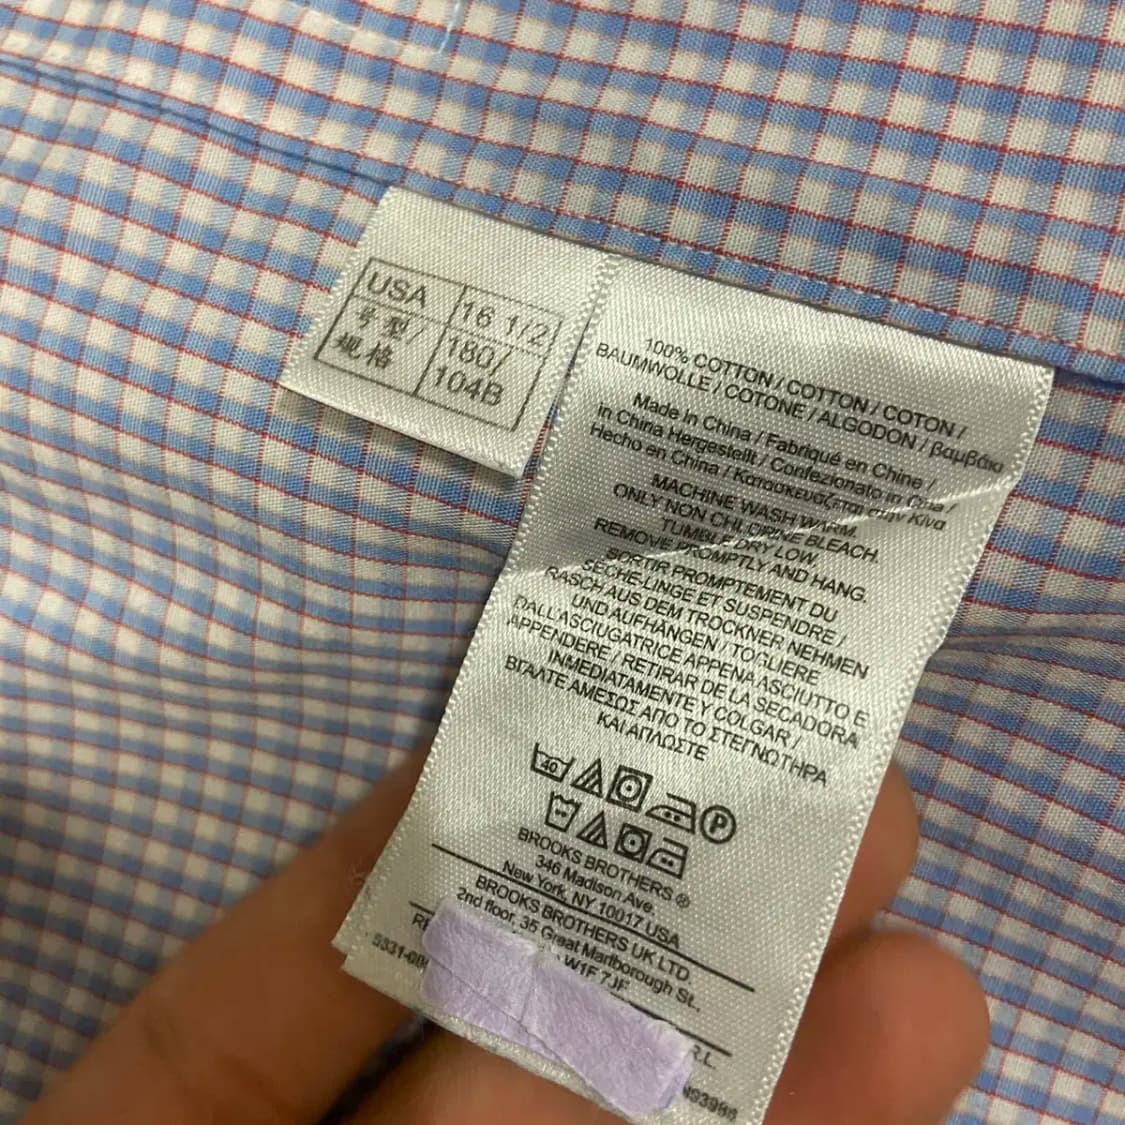 USA 16 1/2
号型/ 180/
规格 104B
100% COTTON / COTTON / COTON /
BAUMWOLLE / COTONE / ALGODON / βαμβάκι
Made in China / Fabriqué en Chine /
in China Hergestellt / Confezionato in Cina /
Hecho en China / Κατασκευάζεται στην Κίνα
MACHINE WASH WARM.
ONLY NON CHLORINE BLEACH.
TUMBLE DRY LOW.
REMOVE PROMPTLY AND HANG.
SORTIR PROMPTEMENT DU
SÈCHE-LINGE ET SUSPENDRE /
RASCH AUS DEM TROCKNER NEHMEN
UND AUFHÄNGEN / TOGLIERE
DALL'ASCIUGATRICE APPENA ASCIUTTO E
APPENDERE / RETIRAR DE LA SECADORA
INMEDIATAMENTE Y COLGAR /
ΒΓΑΛΤΕ ΑΜΕΣΩΣ ΑΠΟ ΤΟ ΣΤΕΓΝΩΤΗΡΑ
ΚΑΙ ΑΠΛΩΣΤΕ
40
P
BROOKS BROTHERS ®
346 Madison Ave.
New York, NY 10017 USA
BROOKS BROTHERS UK LTD.
2nd floor, 35 Great Marlborough St.,
W1F 7JF
R.L.